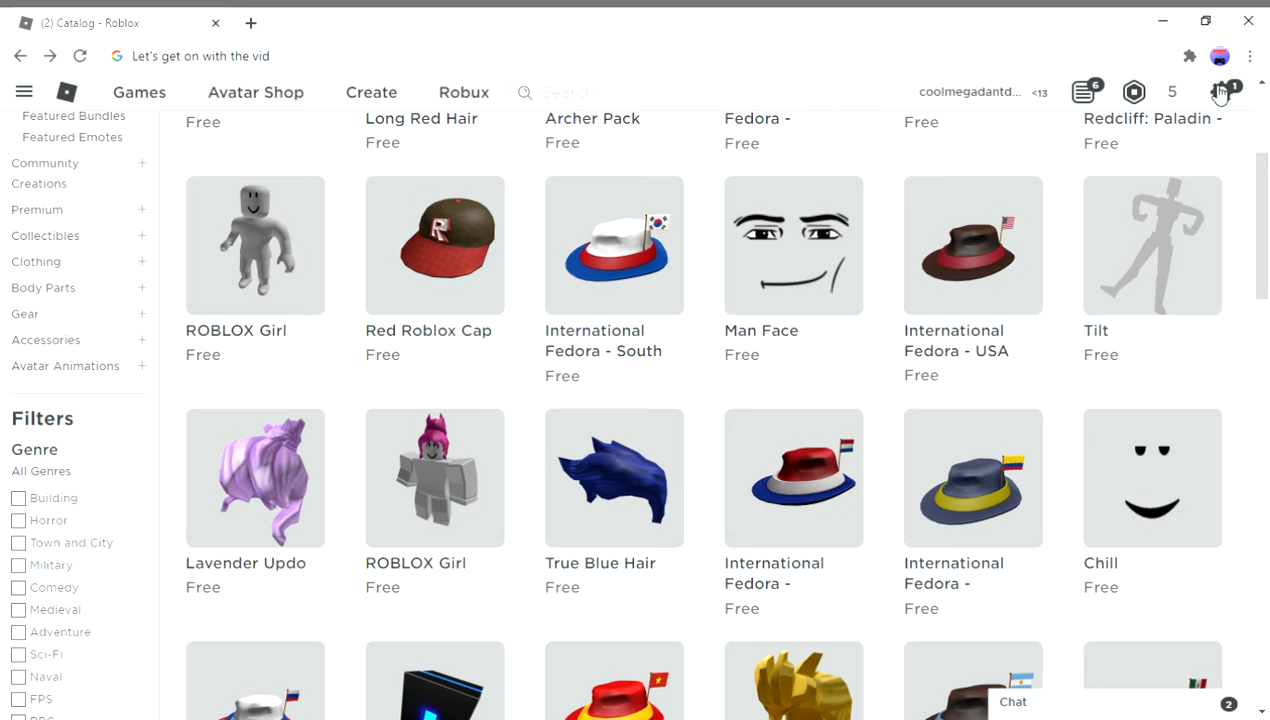 (2) Catalog - Roblox
Let's get on with the vid
Games Avatar Shop Create Robux Search coolmegadantd... <13 6 5 1
Featured Bundles
Featured Emotes
Community
Creations
Premium
Collectibles
Clothing
Body Parts
Gear
Accessories
Avatar Animations
Filters
Genre
All Genres
Building
Horror
Town and City
Military
Comedy
Medieval
Adventure
Sci-Fi
Naval
FPS
Free
Long Red Hair
Free
Archer Pack
Free
Fedora -
Free
Free
Redcliff: Paladin -
Free
ROBLOX Girl
Free
R
Red Roblox Cap
Free
International
Fedora - South
Free
Man Face
Free
International
Fedora - USA
Free
Tilt
Free
Lavender Updo
Free
ROBLOX Girl
Free
True Blue Hair
Free
International
Fedora -
Free
International
Fedora -
Free
Chill
Free
Chat 2